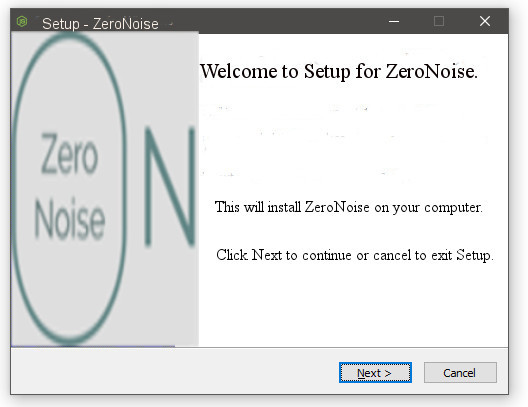 Setup - ZeroNoise
Welcome to Setup for ZeroNoise.
Zero
Noise
N
This will install ZeroNoise on your computer.
Click Next to continue or cancel to exit Setup.
Next >
Cancel